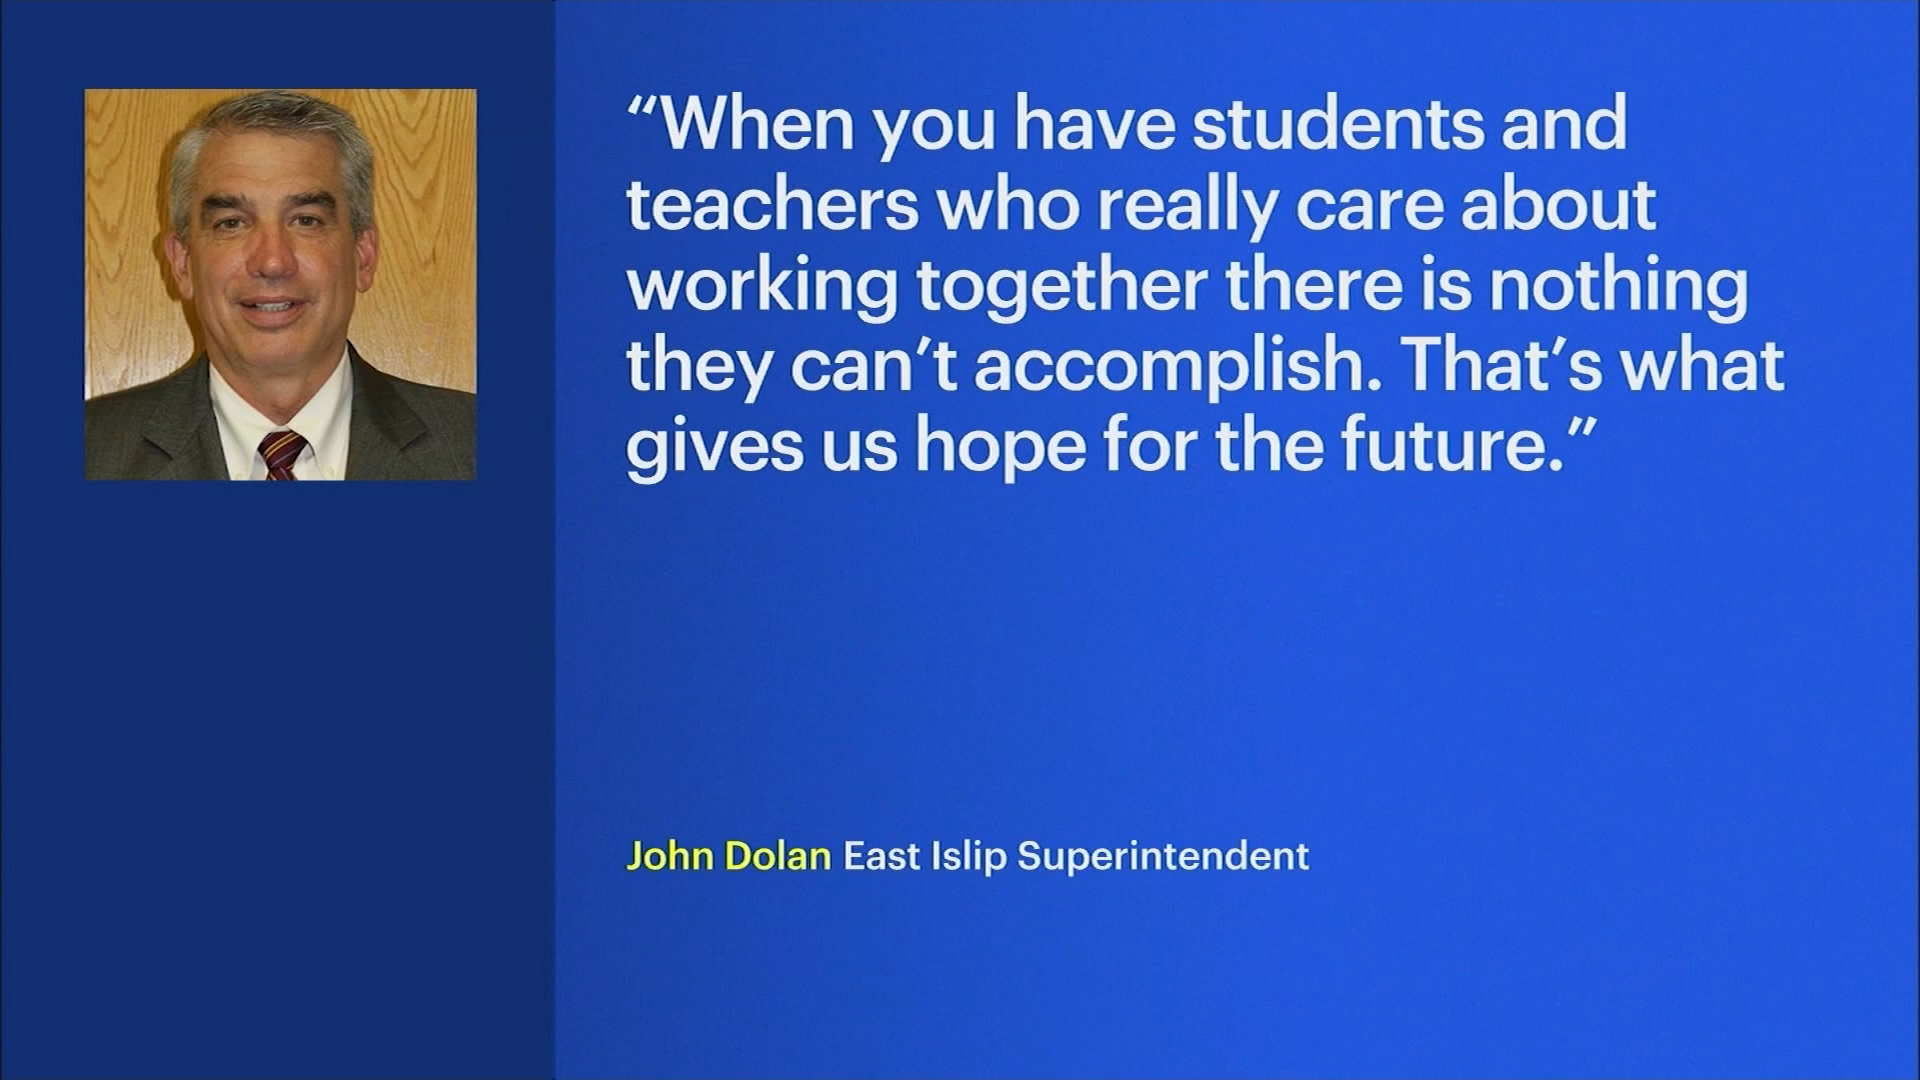 “When you have students and
teachers who really care about
working together there is nothing
they can’t accomplish. That’s what
gives us hope for the future.”
John Dolan East Islip Superintendent